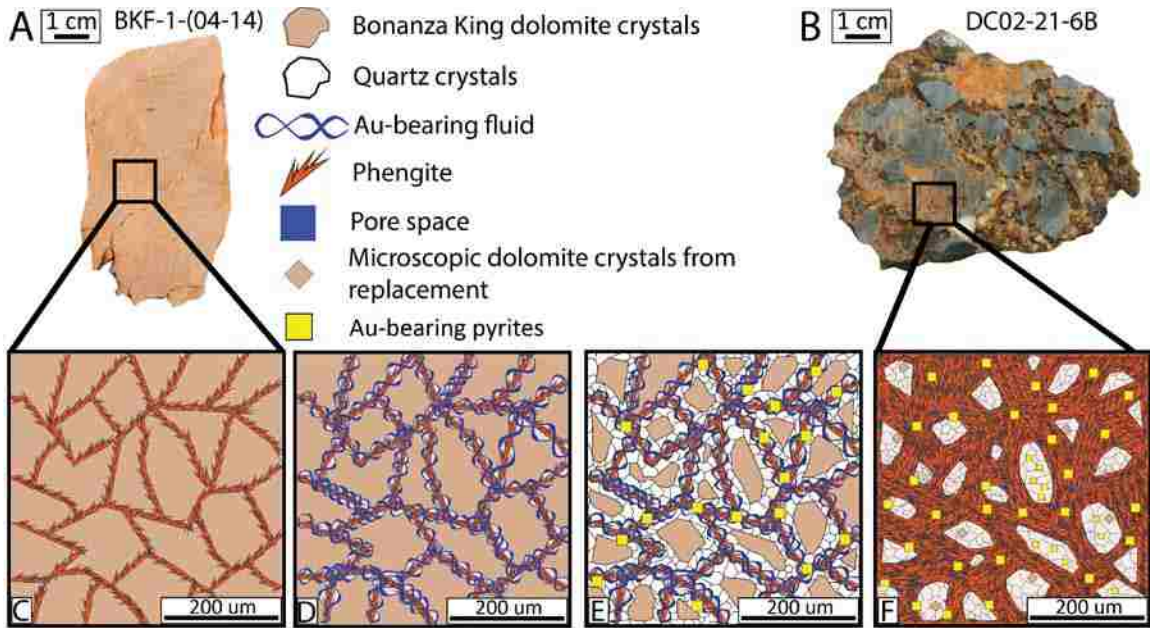 A 1 cm BKF-1-(04-14)
Bonanza King dolomite crystals
Quartz crystals
Au-bearing fluid
Phengite
Pore space
Microscopic dolomite crystals from
replacement
Au-bearing pyrites
B 1 cm DC02-21-6B
C 200 um
D 200 um
E 200 um
F 200 um